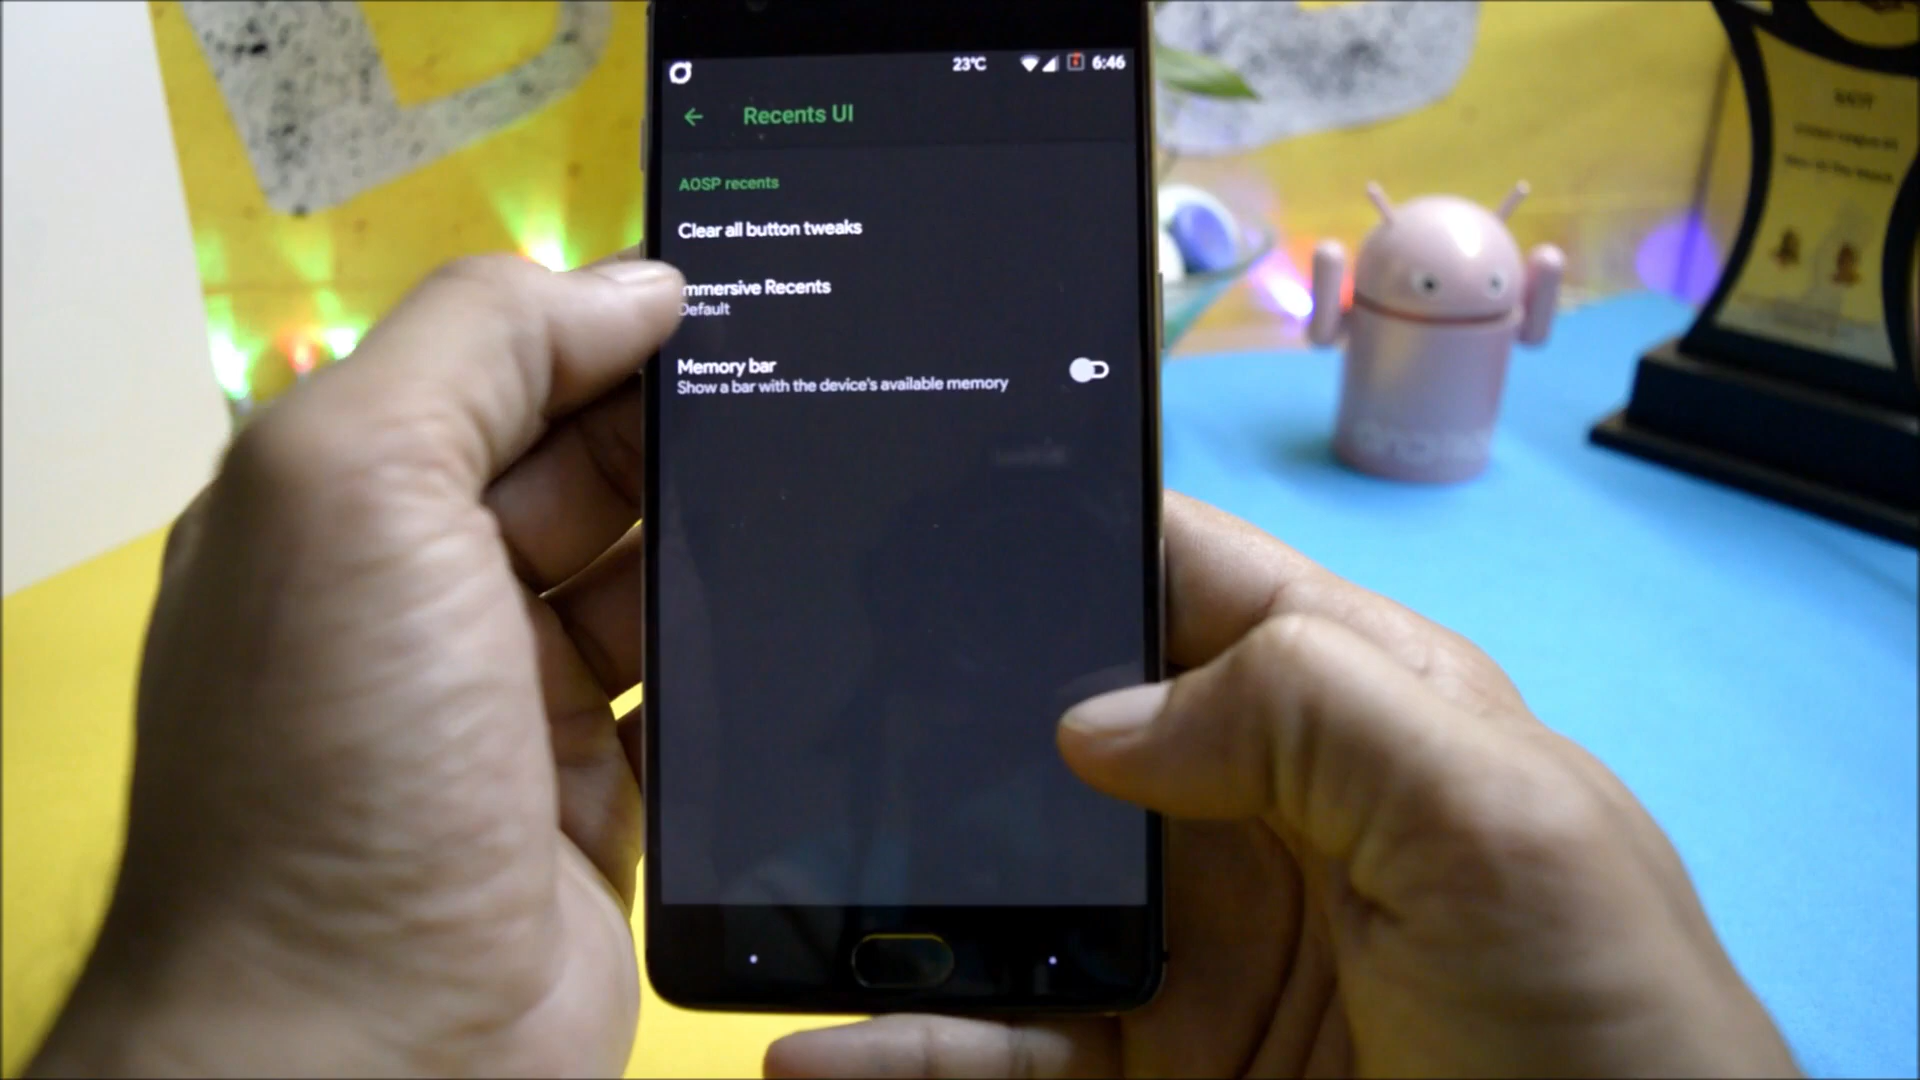 23°C 6:46
Recents UI
AOSP recents
Clear all button tweaks
mmersive Recents
Default
Memory bar
Show a bar with the device's available memory